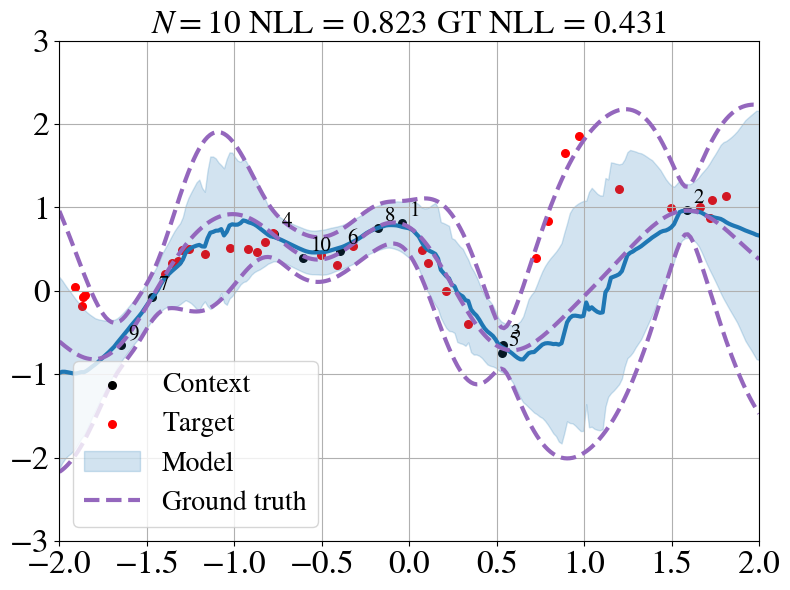 N = 10 NLL = 0.823 GT NLL = 0.431
3
2
1
0
−1
−2
−3
9
7
4
10
6
8
1
3
5
2
Context
Target
Model
Ground truth
−2.0 −1.5 −1.0 −0.5 0.0 0.5 1.0 1.5 2.0